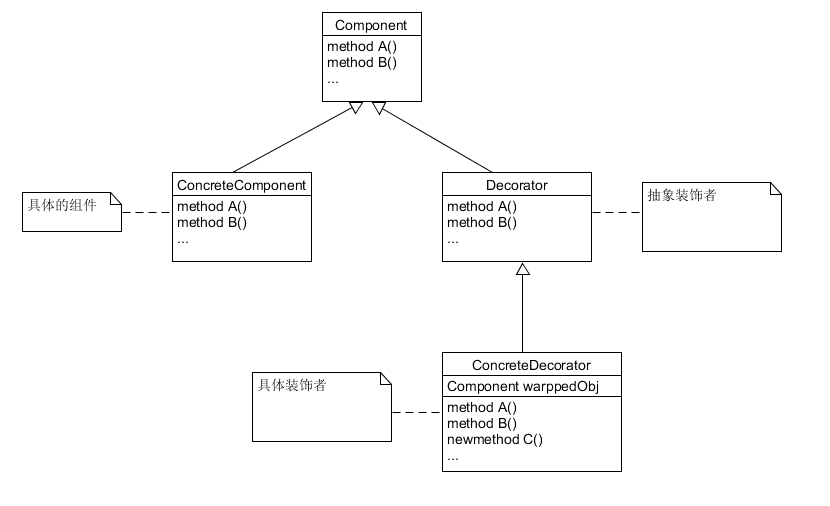 Component
method A()
method B()
...
ConcreteComponent
method A()
method B()
...
具体的组件
Decorator
method A()
method B()
...
抽象装饰者
ConcreteDecorator
Component warppedObj
method A()
method B()
newmethod C()
...
具体装饰者